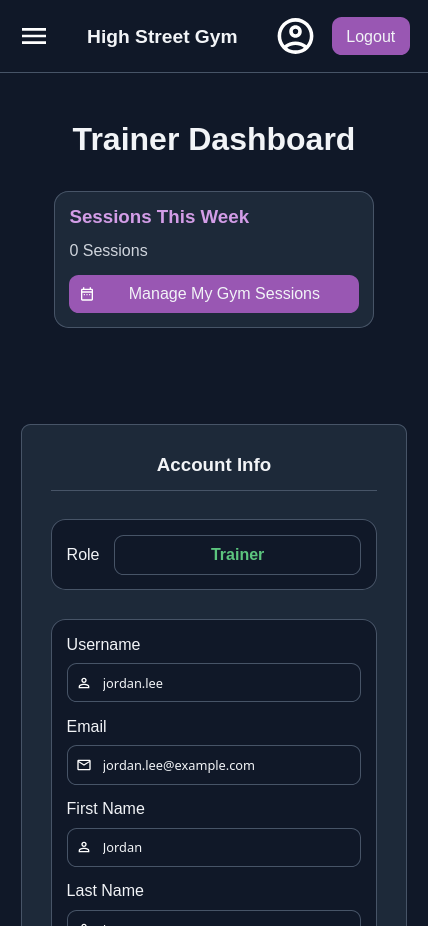 High Street Gym
Logout
Trainer Dashboard
Sessions This Week
0 Sessions
Manage My Gym Sessions
Account Info
Role
Trainer
Username
jordan.lee
Email
jordan.lee@example.com
First Name
Jordan
Last Name